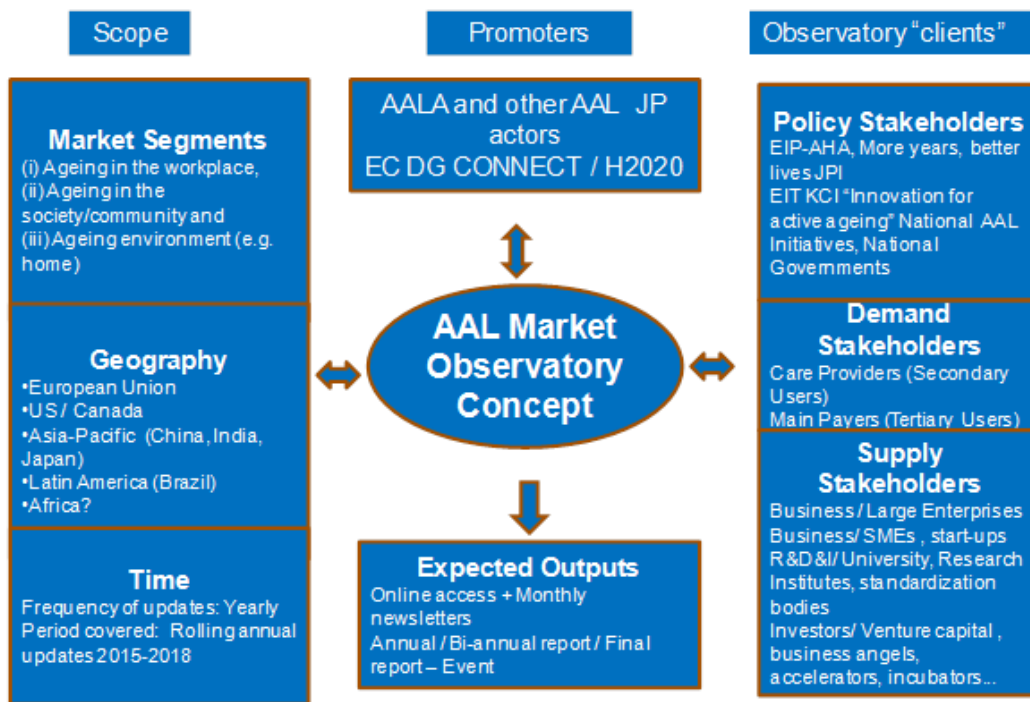 Scope
Market Segments
(i) Ageing in the workplace,
(ii) Ageing in the
society/community and
(iii) Ageing environment (e.g.
home)
Geography
•European Union
•US / Canada
•Asia-Pacific (China, India,
Japan)
•Latin America (Brazil)
•Africa?
Time
Frequency of updates: Yearly
Period covered: Rolling annual
updates 2015-2018
Promoters
AALA and other AAL JP
actors
EC DG CONNECT / H2020
AAL Market
Observatory
Concept
Expected Outputs
Online access + Monthly
newsletters
Annual / Bi-annual report / Final
report – Event
Observatory “clients”
Policy Stakeholders
EIP-AHA, More years, better
lives JPI
EIT KCI “Innovation for
active ageing” National AAL
Initiatives, National
Governments
Demand
Stakeholders
Care Providers (Secondary
Users)
Main Payers (Tertiary Users)
Supply
Stakeholders
Business / Large Enterprises
Business/ SMEs , start-ups
R&D&I/ University, Research
Institutes, standardization
bodies
Investors/ Venture capital ,
business angels,
accelerators, incubators...